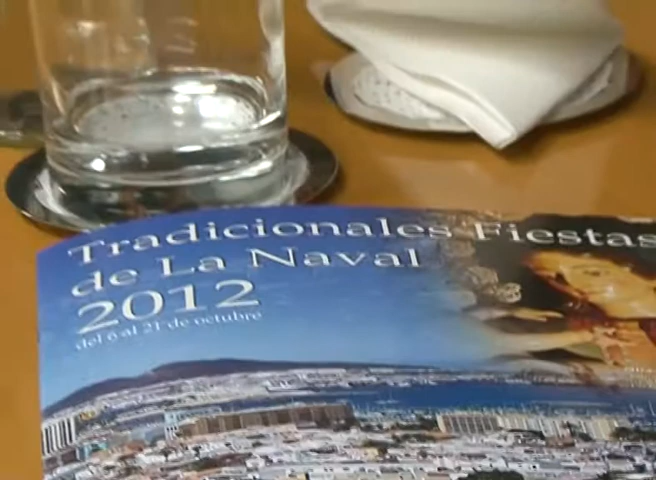 Tradicionales Fiestas
de La Naval
2012
del 6 al 21 de octubre